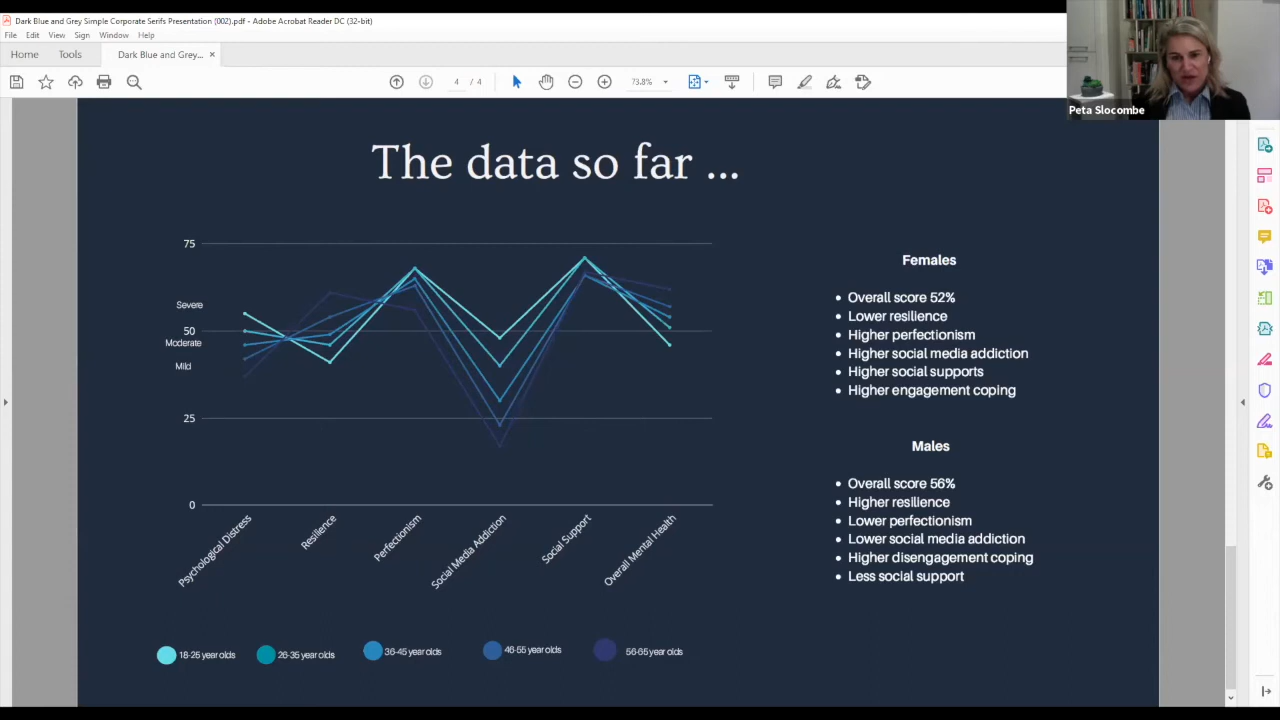 Dark Blue and Grey Simple Corporate Serifs Presentation (002).pdf - Adobe Acrobat Reader DC (32-bit)
File Edit View Sign Window Help
Home Tools Dark Blue and Grey... ×
4 / 4 73.8%
Peta Slocombe
The data so far ...
75
Severe
50
Moderate
Mild
25
0
Psychological Distress
Resilience
Perfectionism
Social Media Addiction
Social Support
Overall Mental Health
18-25 year olds
26-35 year olds
36-45 year olds
46-55 year olds
56-65 year olds
Females
• Overall score 52%
• Lower resilience
• Higher perfectionism
• Higher social media addiction
• Higher social supports
• Higher engagement coping
Males
• Overall score 56%
• Higher resilience
• Lower perfectionism
• Lower social media addiction
• Higher disengagement coping
• Less social support